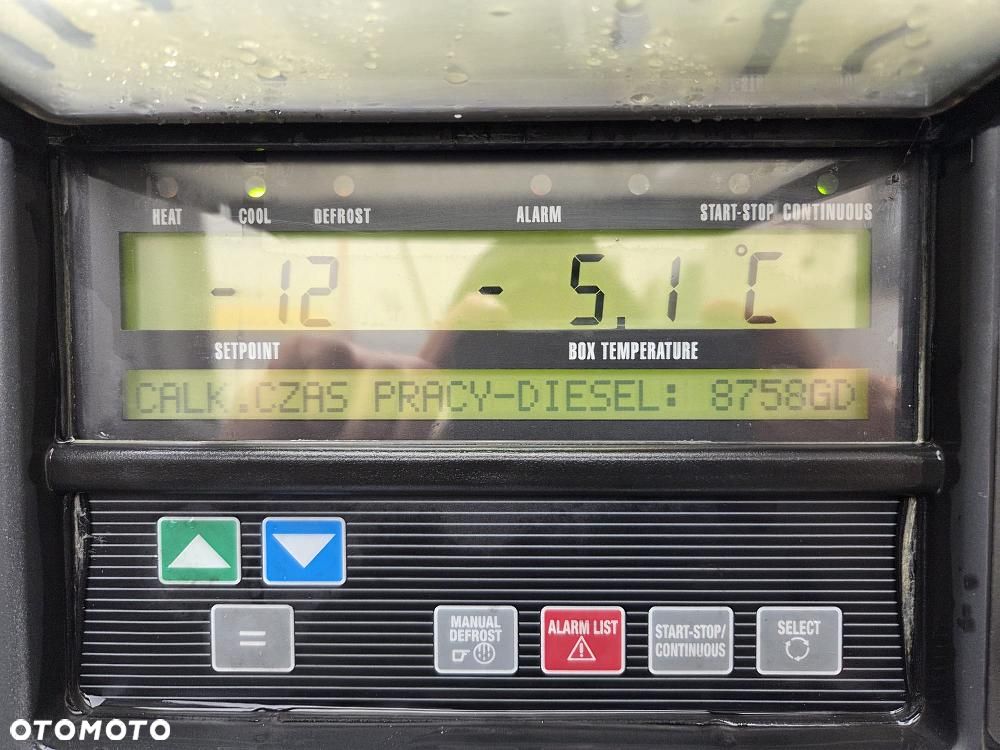 HEAT COOL DEFROST ALARM START-STOP CONTINUOUS
-12 -5.1 °C
SETPOINT BOX TEMPERATURE
CALK.CZAS PRACY-DIESEL: 8758GD
=
MANUAL DEFROST
ALARM LIST
START-STOP/
CONTINUOUS
SELECT
OTOMOTO